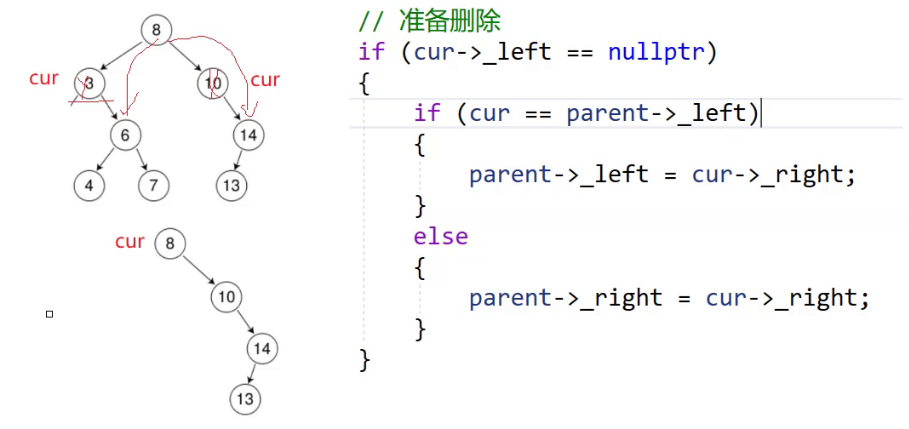 8
cur 3 10 cur
6 14
4 7 13
cur 8
10
14
13
// 准备删除
if (cur->_left == nullptr)
{
if (cur == parent->_left)
{
parent->_left = cur->_right;
}
else
{
parent->_right = cur->_right;
}
}